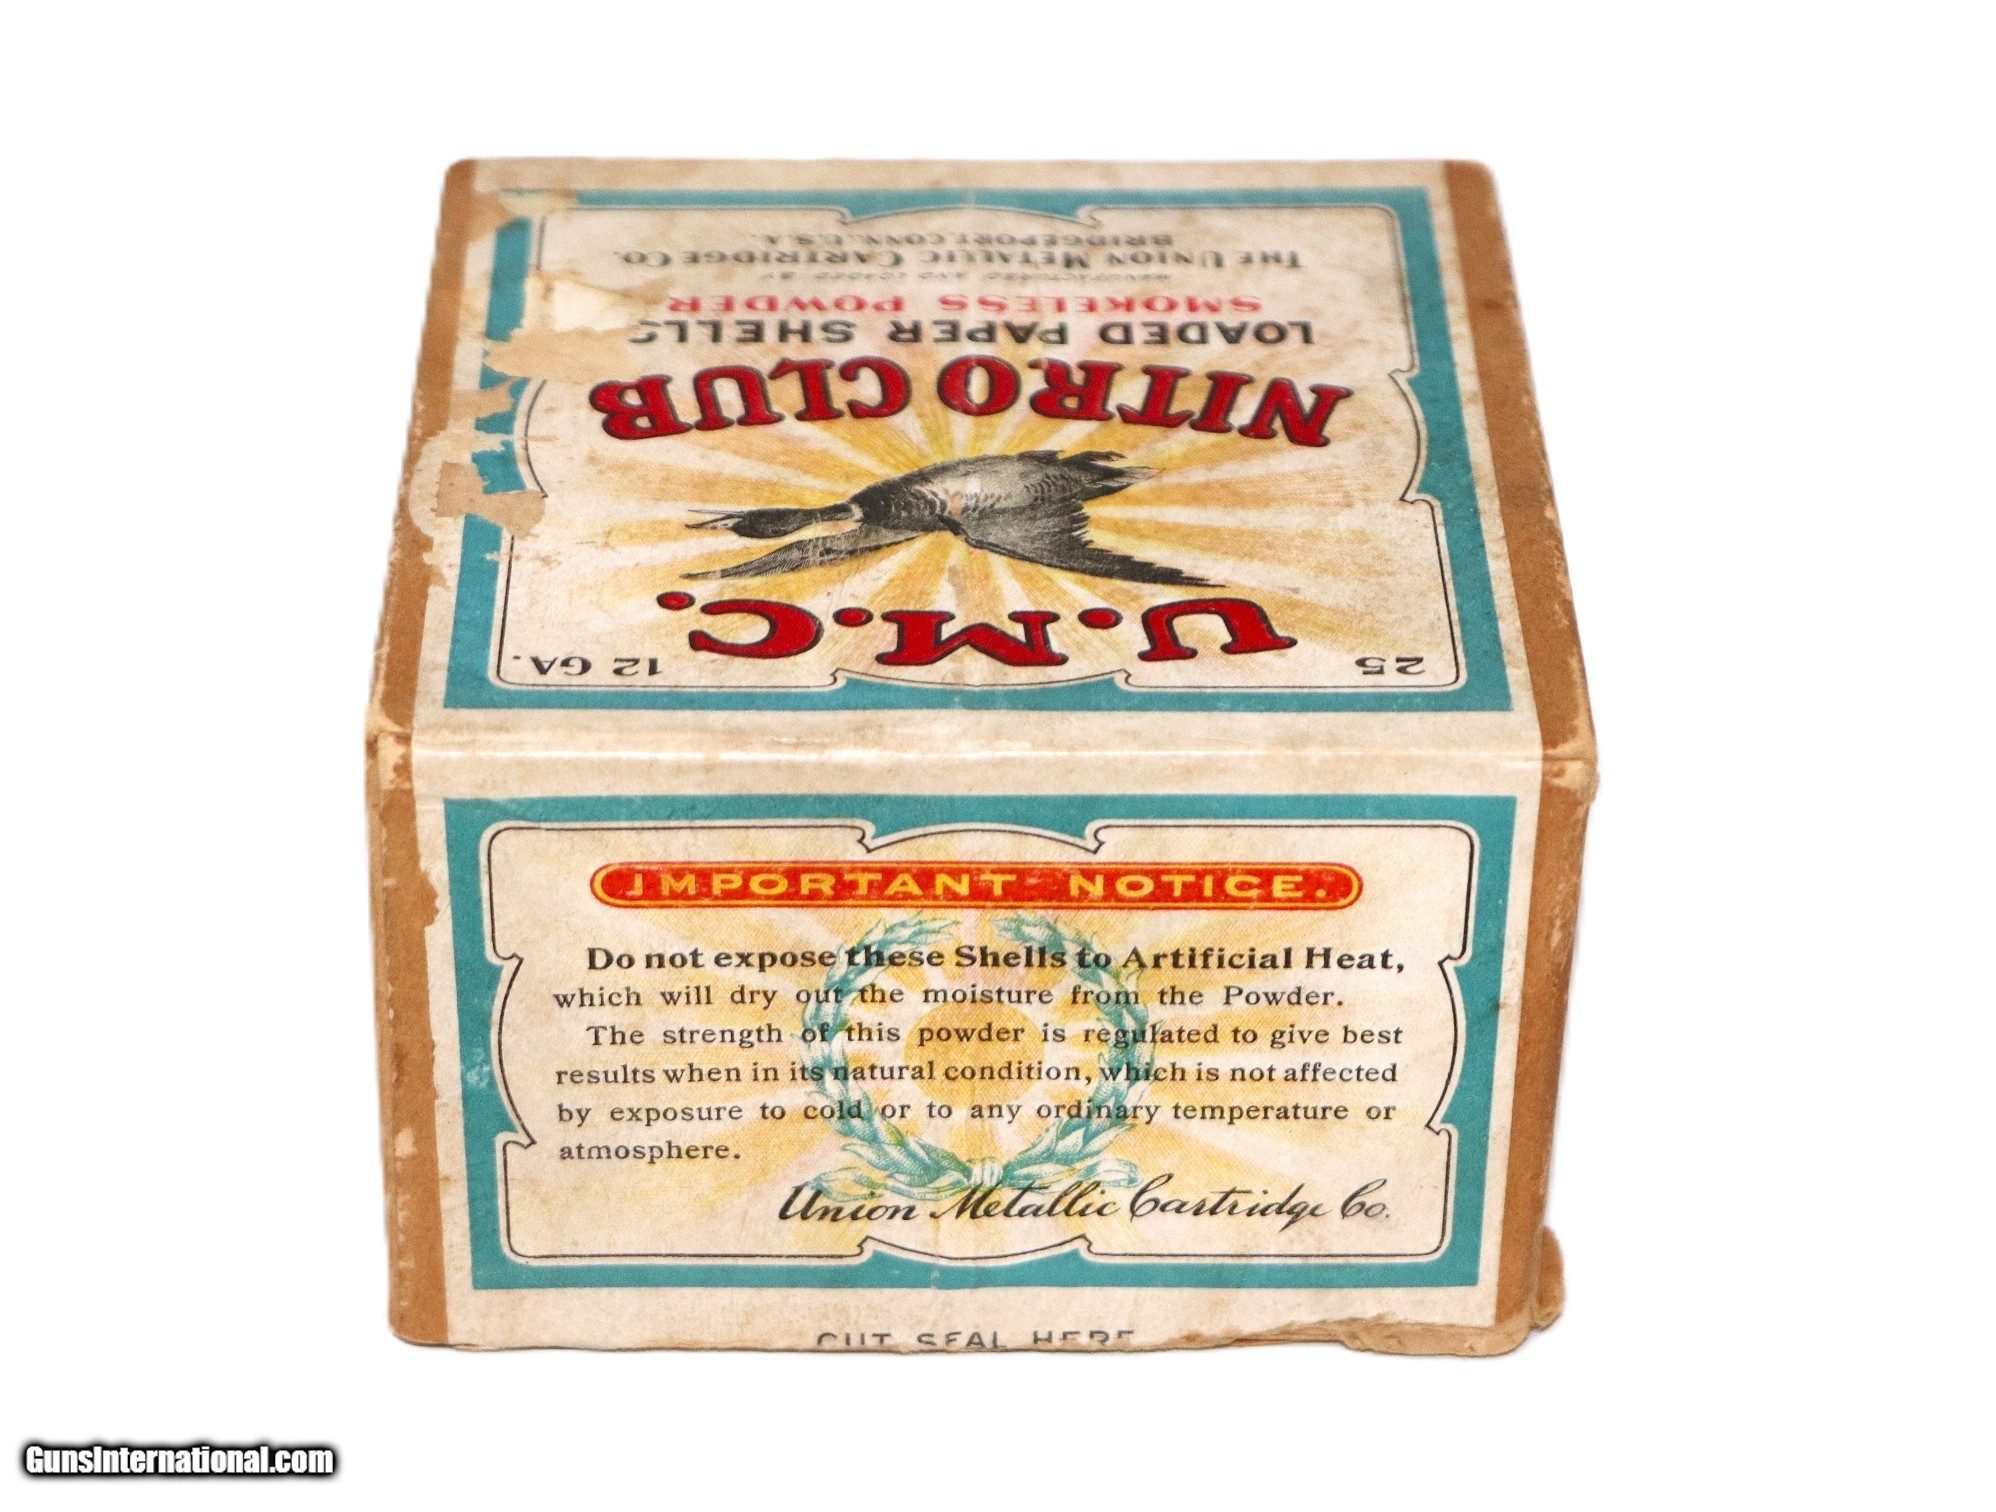 25 12 GA.
U.M.C.
NITRO CLUB
LOADED PAPER SHELLS
SMOKELESS POWDER
MANUFACTURED AND LOADED BY
THE UNION METALLIC CARTRIDGE CO.
BRIDGEPORT, CONN. U.S.A.
IMPORTANT NOTICE.
Do not expose these Shells to Artificial Heat,
which will dry out the moisture from the Powder.
The strength of this powder is regulated to give best
results when in its natural condition, which is not affected
by exposure to cold or to any ordinary temperature or
atmosphere.
Union Metallic Cartridge Co.
CUT SEAL HERE
GunsInternational.com